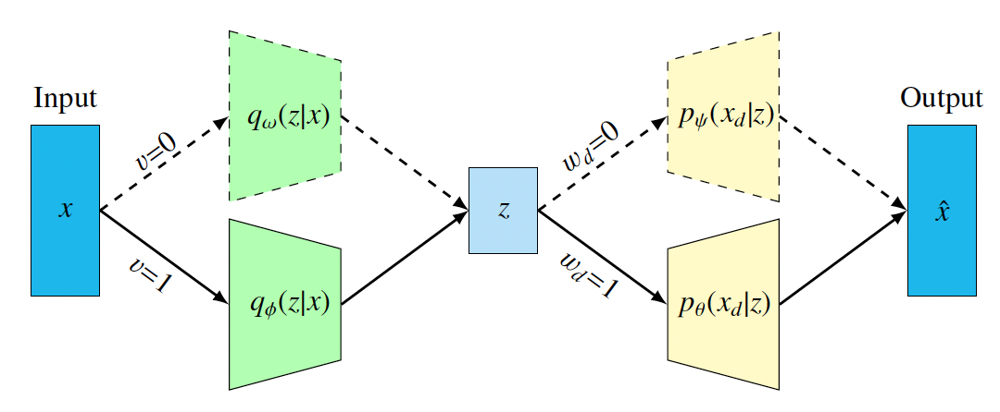 Input
x
v=0
v=1
q_ω(z|x)
q_ϕ(z|x)
z
w_d=0
w_d=1
p_ψ(x_d|z)
p_θ(x_d|z)
Output
x̂